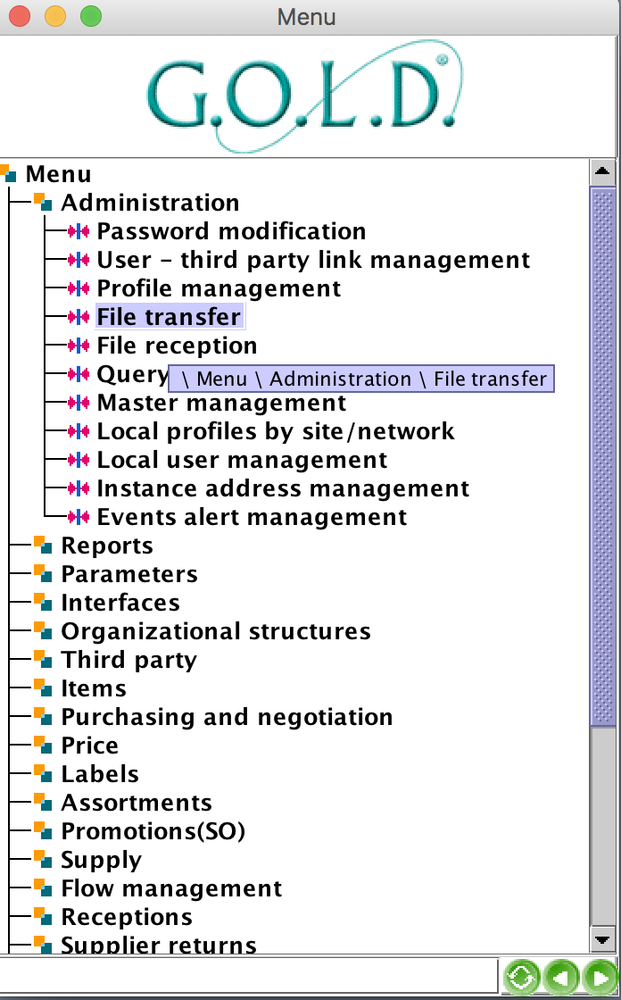 Menu
G.O.L.D.®
Menu
Administration
Password modification
User - third party link management
Profile management
File transfer
File reception
Query
\ Menu \ Administration \ File transfer
Master management
Local profiles by site/network
Local user management
Instance address management
Events alert management
Reports
Parameters
Interfaces
Organizational structures
Third party
Items
Purchasing and negotiation
Price
Labels
Assortments
Promotions(SO)
Supply
Flow management
Receptions
Supplier returns